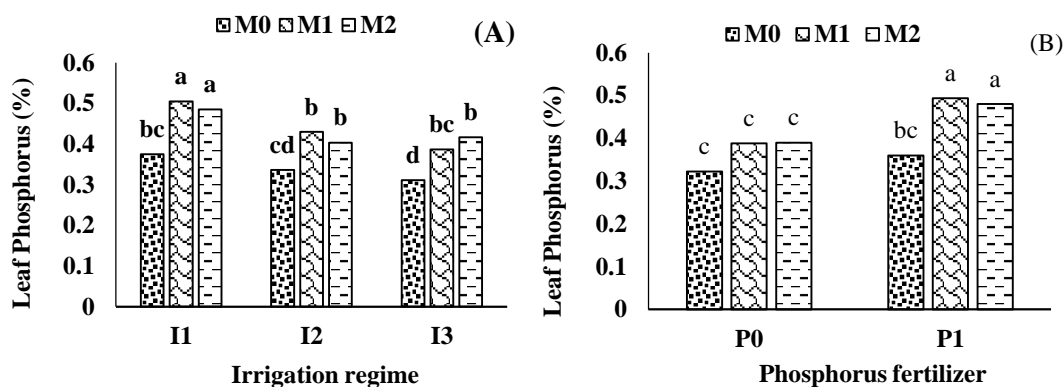 M0 M1 M2
(A)
Leaf Phosphorus (%)
0.6
0.5
0.4
0.3
0.2
0.1
0
bc a a
cd b b
d bc b
I1 I2 I3
Irrigation regime
M0 M1 M2
(B)
Leaf Phosphorus (%)
0.6
0.5
0.4
0.3
0.2
0.1
0
c c c
bc a a
P0 P1
Phosphorus fertilizer